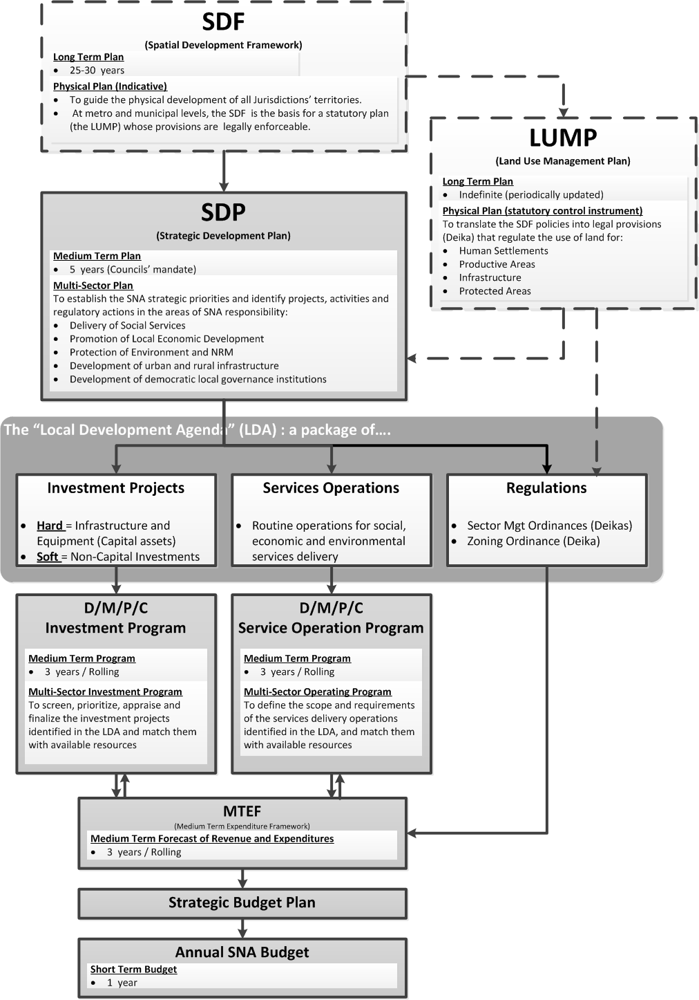 SDF
(Spatial Development Framework)
Long Term Plan
• 25-30 years
Physical Plan (Indicative)
• To guide the physical development of all Jurisdictions’ territories.
• At metro and municipal levels, the SDF is the basis for a statutory plan
(the LUMP) whose provisions are legally enforceable.
LUMP
(Land Use Management Plan)
Long Term Plan
• Indefinite (periodically updated)
Physical Plan (statutory control instrument)
To translate the SDF policies into legal provisions
(Deika) that regulate the use of land for:
• Human Settlements
• Productive Areas
• Infrastructure
• Protected Areas
SDP
(Strategic Development Plan)
Medium Term Plan
• 5 years (Councils’ mandate)
Multi-Sector Plan
To establish the SNA strategic priorities and identify projects, activities and
regulatory actions in the areas of SNA responsibility:
• Delivery of Social Services
• Promotion of Local Economic Development
• Protection of Environment and NRM
• Development of urban and rural infrastructure
• Development of democratic local governance institutions
The “Local Development Agenda” (LDA) : a package of....
Investment Projects
• Hard = Infrastructure and
Equipment (Capital assets)
• Soft = Non-Capital Investments
Services Operations
• Routine operations for social,
economic and environmental
services delivery
Regulations
• Sector Mgt Ordinances (Deikas)
• Zoning Ordinance (Deika)
D/M/P/C
Investment Program
Medium Term Program
• 3 years / Rolling
Multi-Sector Investment Program
To screen, prioritize, appraise and
finalize the investment projects
identified in the LDA and match them
with available resources
D/M/P/C
Service Operation Program
Medium Term Program
• 3 years / Rolling
Multi-Sector Operating Program
To define the scope and requirements
of the services delivery operations
identified in the LDA, and match them
with available resources
MTEF
(Medium Term Expenditure Framework)
Medium Term Forecast of Revenue and Expenditures
• 3 years / Rolling
Strategic Budget Plan
Annual SNA Budget
Short Term Budget
• 1 year